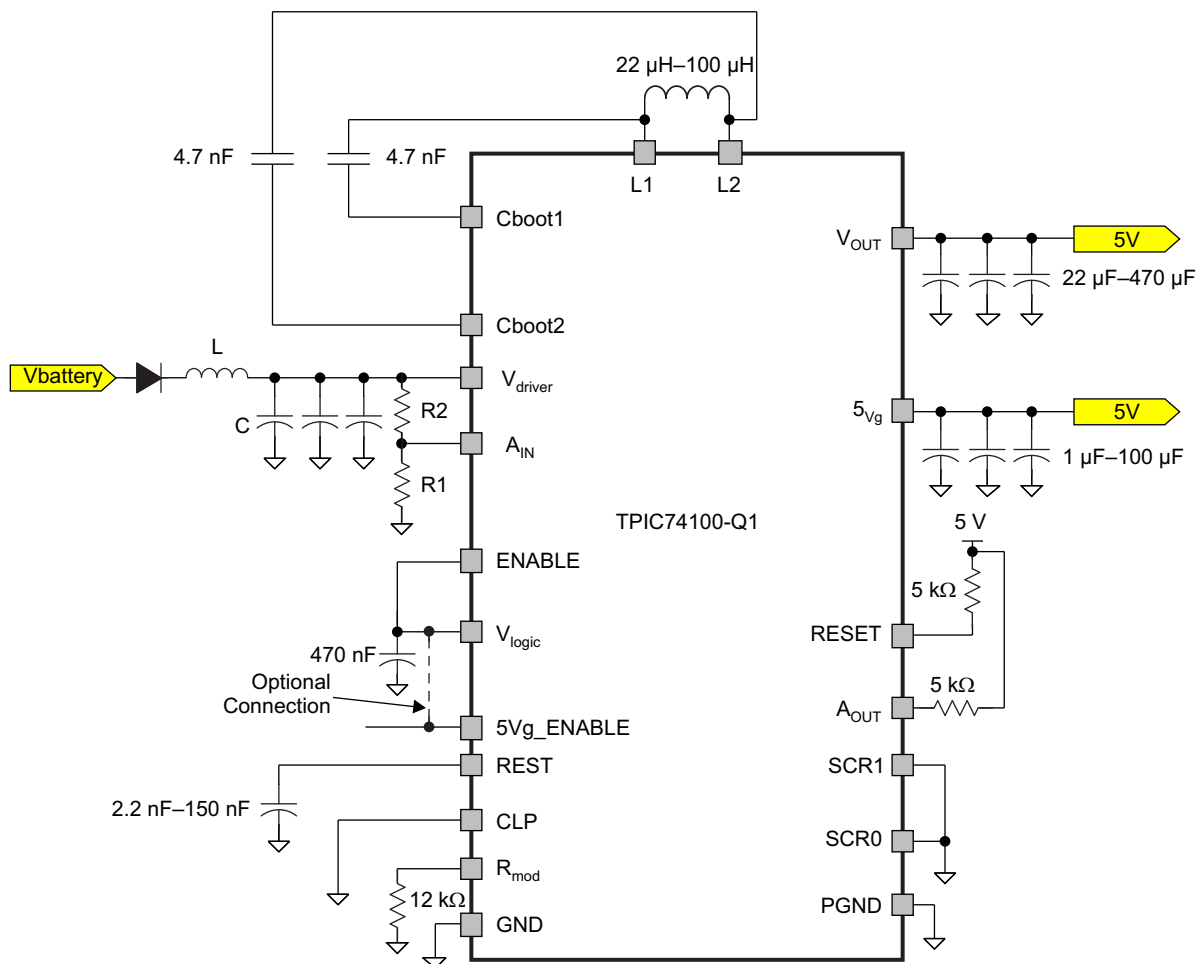 22 µH–100 µH
4.7 nF
4.7 nF
L1
L2
Cboot1
VOUT
5V
22 µF–470 µF
Cboot2
L
Vbattery
Vdriver
R2
C
AIN
R1
5Vg
5V
1 µF–100 µF
TPIC74100-Q1
5 V
ENABLE
5 kΩ
RESET
Vlogic
470 nF
Optional
Connection
5 kΩ
AOUT
5Vg_ENABLE
REST
SCR1
2.2 nF–150 nF
CLP
SCR0
Rmod
12 kΩ
PGND
GND